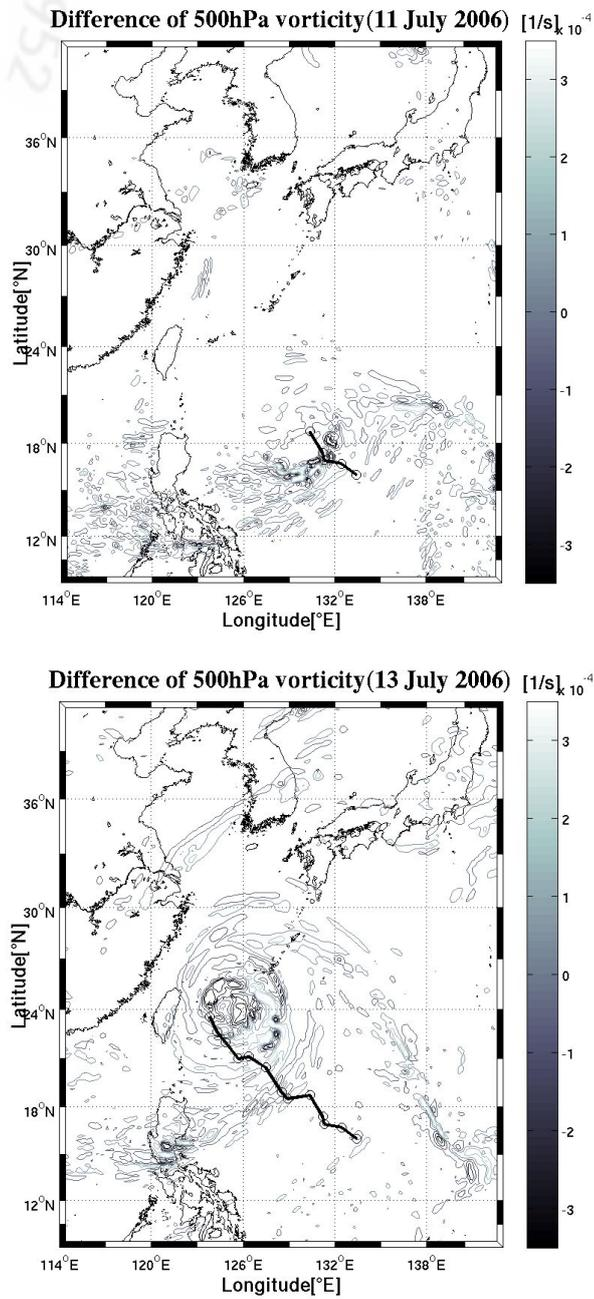 Difference of 500hPa vorticity(11 July 2006) [1/s] x 10⁻⁴
3
36°N
2
1
30°N
0
Latitude[°N]
24°N
-1
18°N
-2
12°N
-3
114°E 120°E 126°E 132°E 138°E
Longitude[°E]
Difference of 500hPa vorticity(13 July 2006) [1/s] x 10⁻⁴
3
36°N
2
1
30°N
0
Latitude[°N]
24°N
-1
18°N
-2
12°N
-3
114°E 120°E 126°E 132°E 138°E
Longitude[°E]